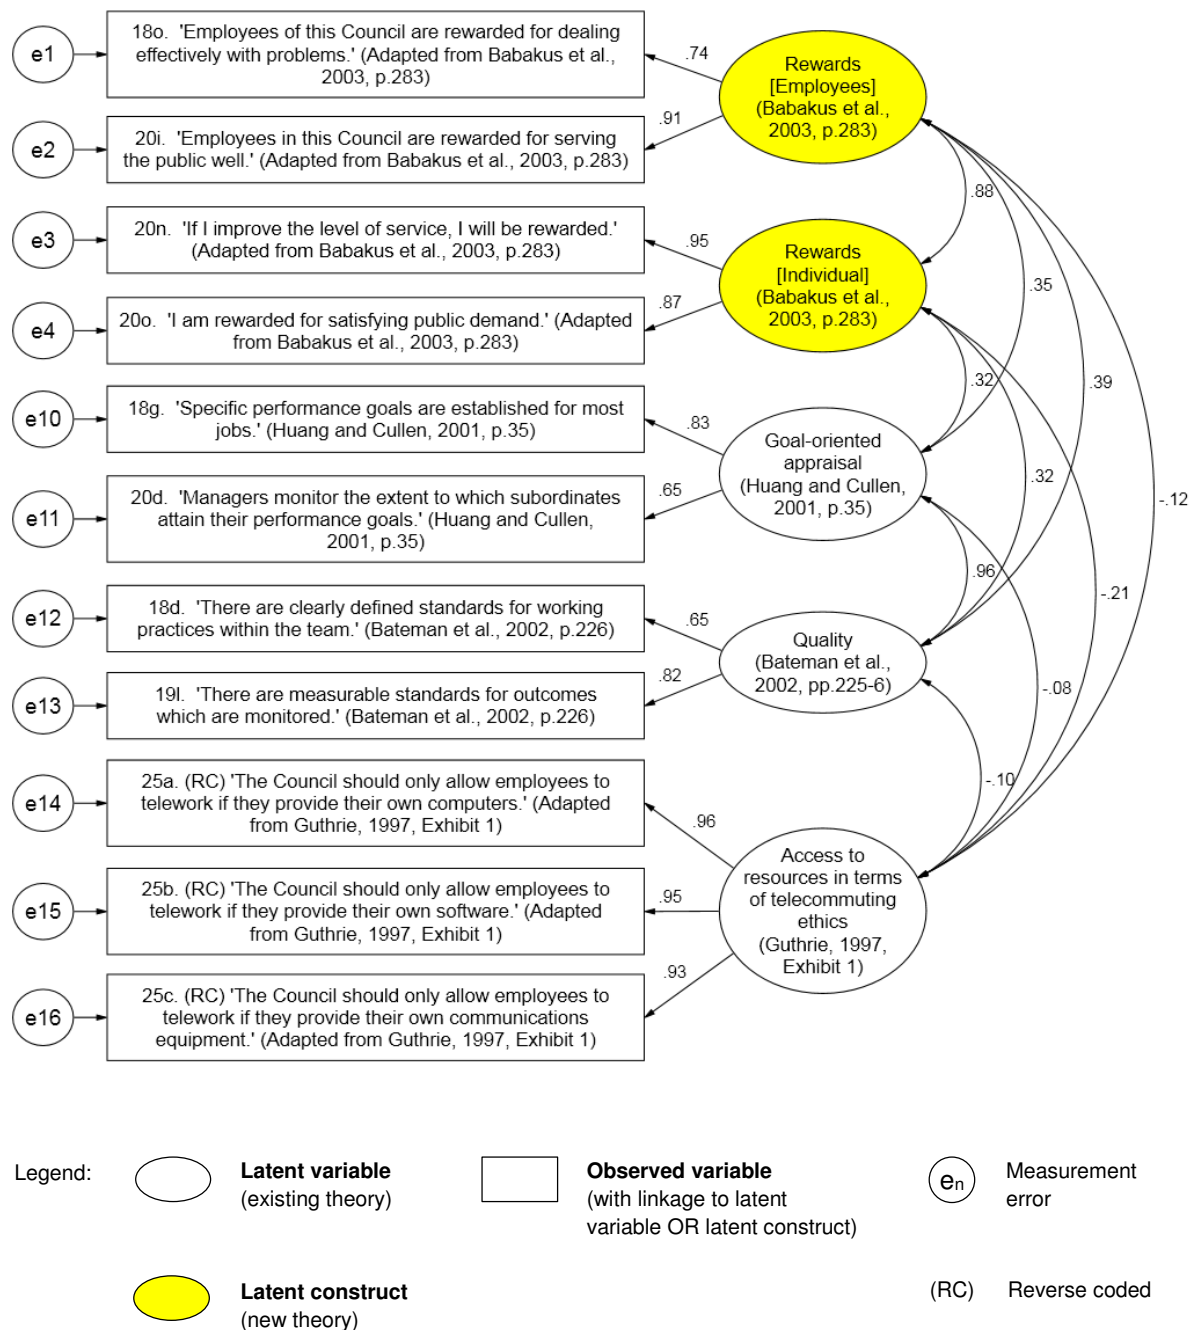 e1
18o. 'Employees of this Council are rewarded for dealing
effectively with problems.' (Adapted from Babakus et al.,
2003, p.283)
.74
Rewards
[Employees]
(Babakus et al.,
2003, p.283)
e2
20i. 'Employees in this Council are rewarded for serving
the public well.' (Adapted from Babakus et al., 2003, p.283)
.91
.88
e3
20n. 'If I improve the level of service, I will be rewarded.'
(Adapted from Babakus et al., 2003, p.283)
.95
Rewards
[Individual]
(Babakus et al.,
2003, p.283)
.35
e4
20o. 'I am rewarded for satisfying public demand.' (Adapted
from Babakus et al., 2003, p.283)
.87
.32
.39
e10
18g. 'Specific performance goals are established for most
jobs.' (Huang and Cullen, 2001, p.35)
.83
Goal-oriented
appraisal
(Huang and Cullen,
2001, p.35)
.32
-.12
e11
20d. 'Managers monitor the extent to which subordinates
attain their performance goals.' (Huang and Cullen,
2001, p.35)
.65
.96
-.21
e12
18d. 'There are clearly defined standards for working
practices within the team.' (Bateman et al., 2002, p.226)
.65
Quality
(Bateman et al.,
2002, pp.225-6)
-.08
e13
19l. 'There are measurable standards for outcomes
which are monitored.' (Bateman et al., 2002, p.226)
.82
-.10
e14
25a. (RC) 'The Council should only allow employees to
telework if they provide their own computers.' (Adapted
from Guthrie, 1997, Exhibit 1)
.96
Access to
resources in terms
of telecommuting
ethics
(Guthrie, 1997,
Exhibit 1)
e15
25b. (RC) 'The Council should only allow employees to
telework if they provide their own software.' (Adapted
from Guthrie, 1997, Exhibit 1)
.95
e16
25c. (RC) 'The Council should only allow employees to
telework if they provide their own communications
equipment.' (Adapted from Guthrie, 1997, Exhibit 1)
.93
Legend:
Latent variable
(existing theory)
Observed variable
(with linkage to latent
variable OR latent construct)
en
Measurement
error
Latent construct
(new theory)
(RC)
Reverse coded